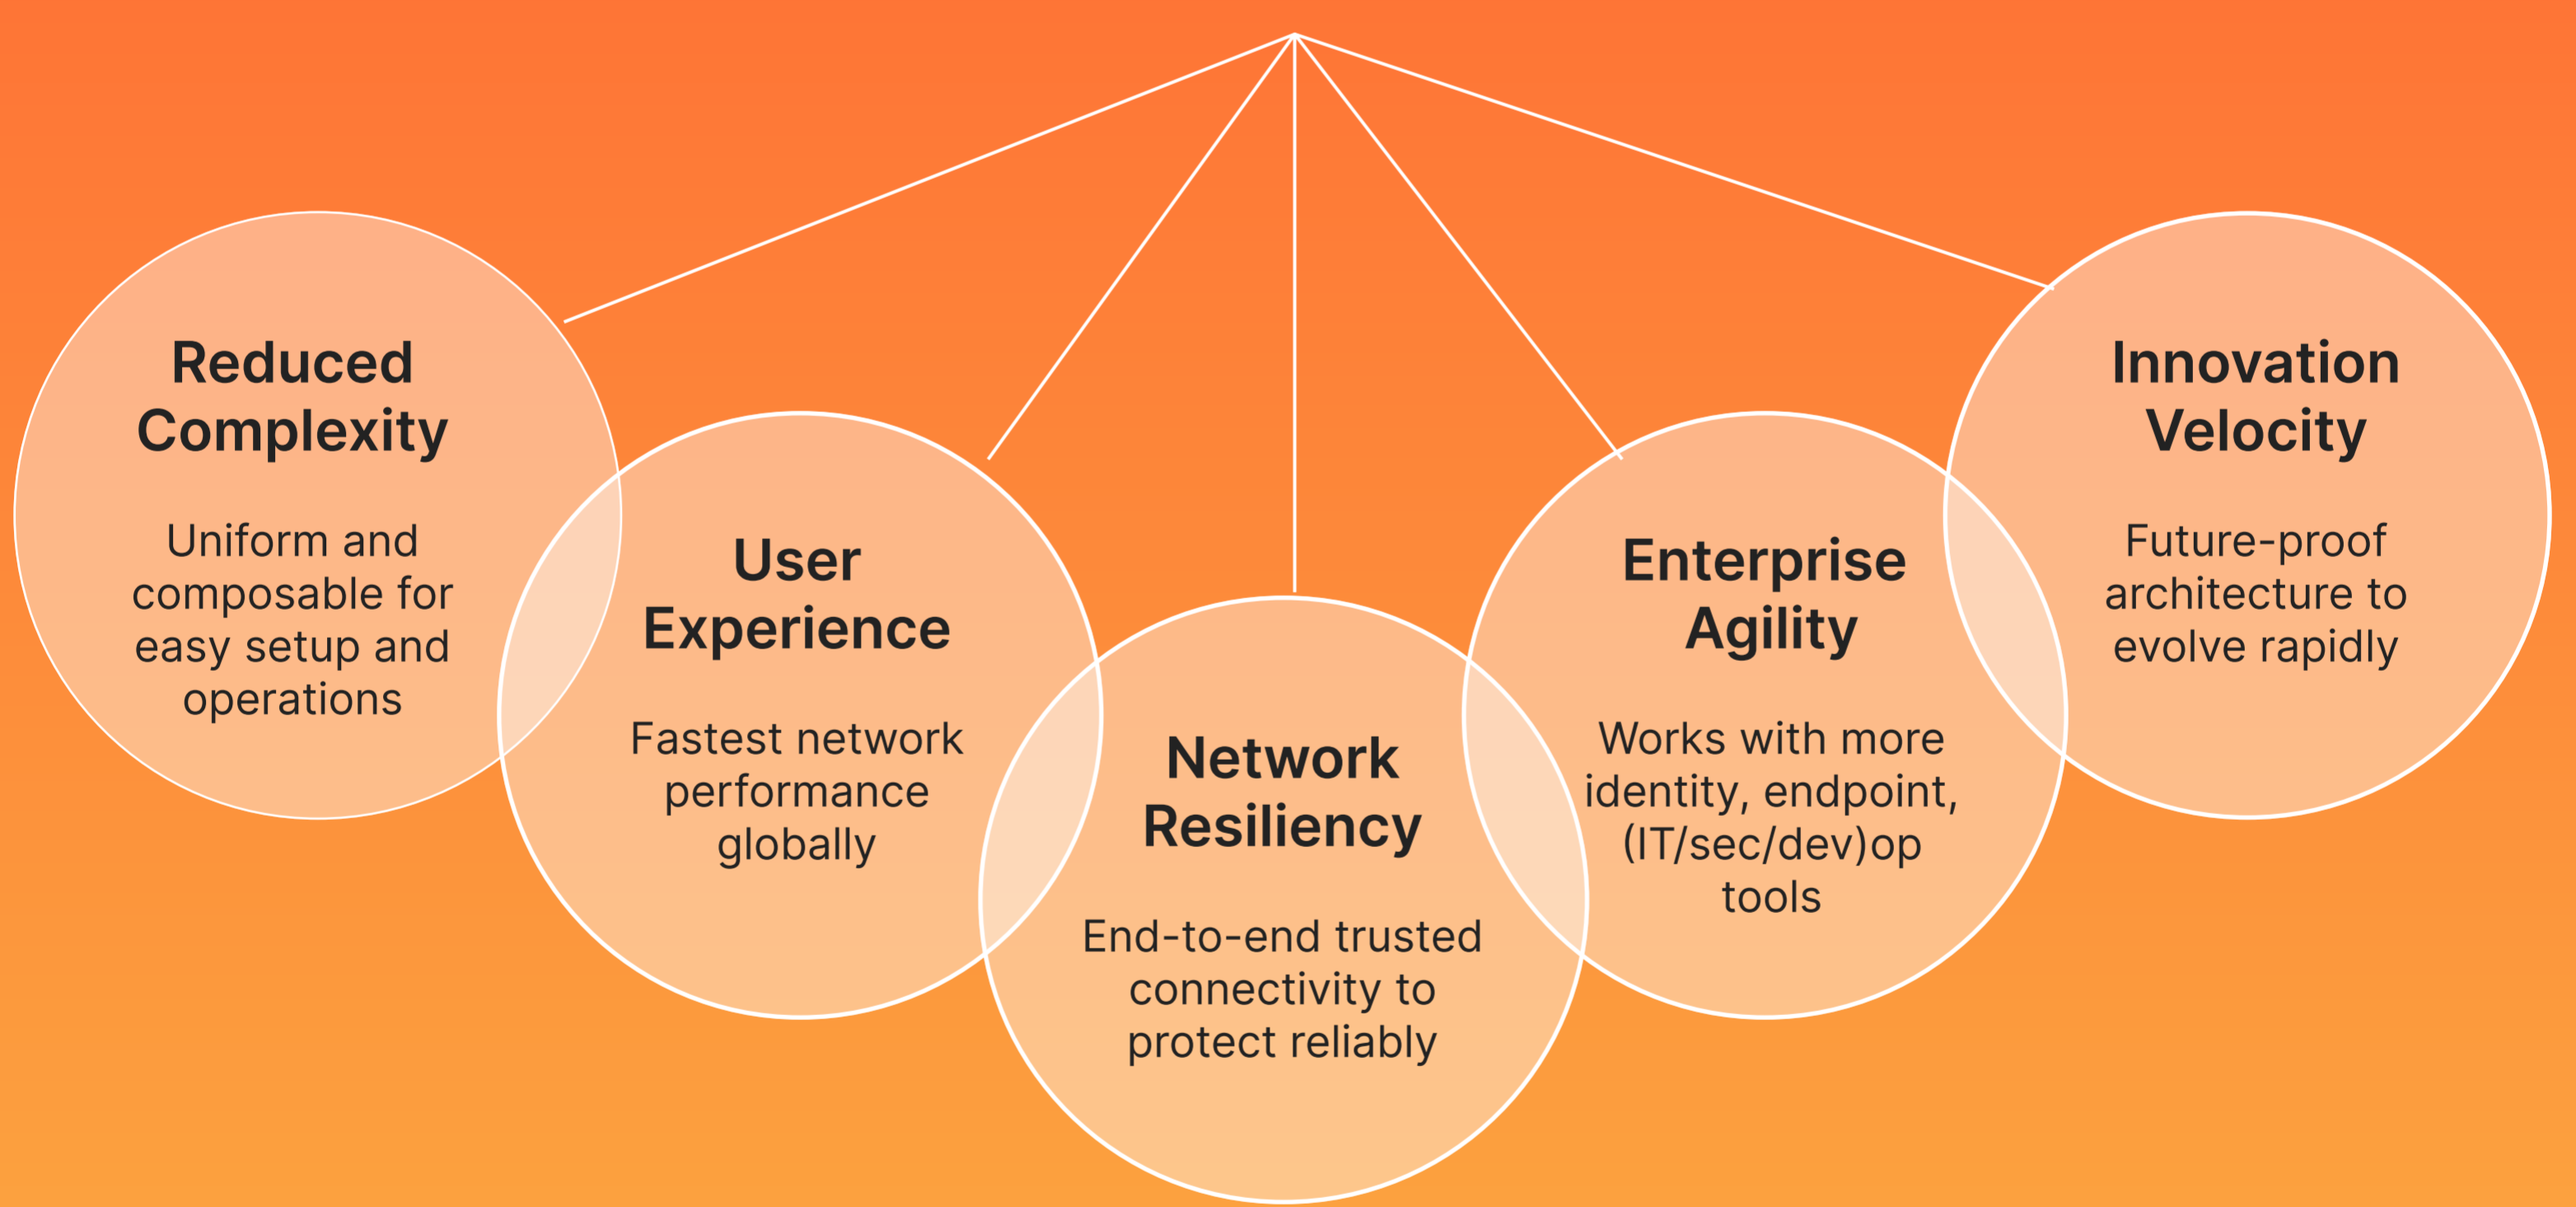 Reduced
Complexity
Uniform and
composable for
easy setup and
operations
User
Experience
Fastest network
performance
globally
Network
Resiliency
End-to-end trusted
connectivity to
protect reliably
Enterprise
Agility
Works with more
identity, endpoint,
(IT/sec/dev)op
tools
Innovation
Velocity
Future-proof
architecture to
evolve rapidly